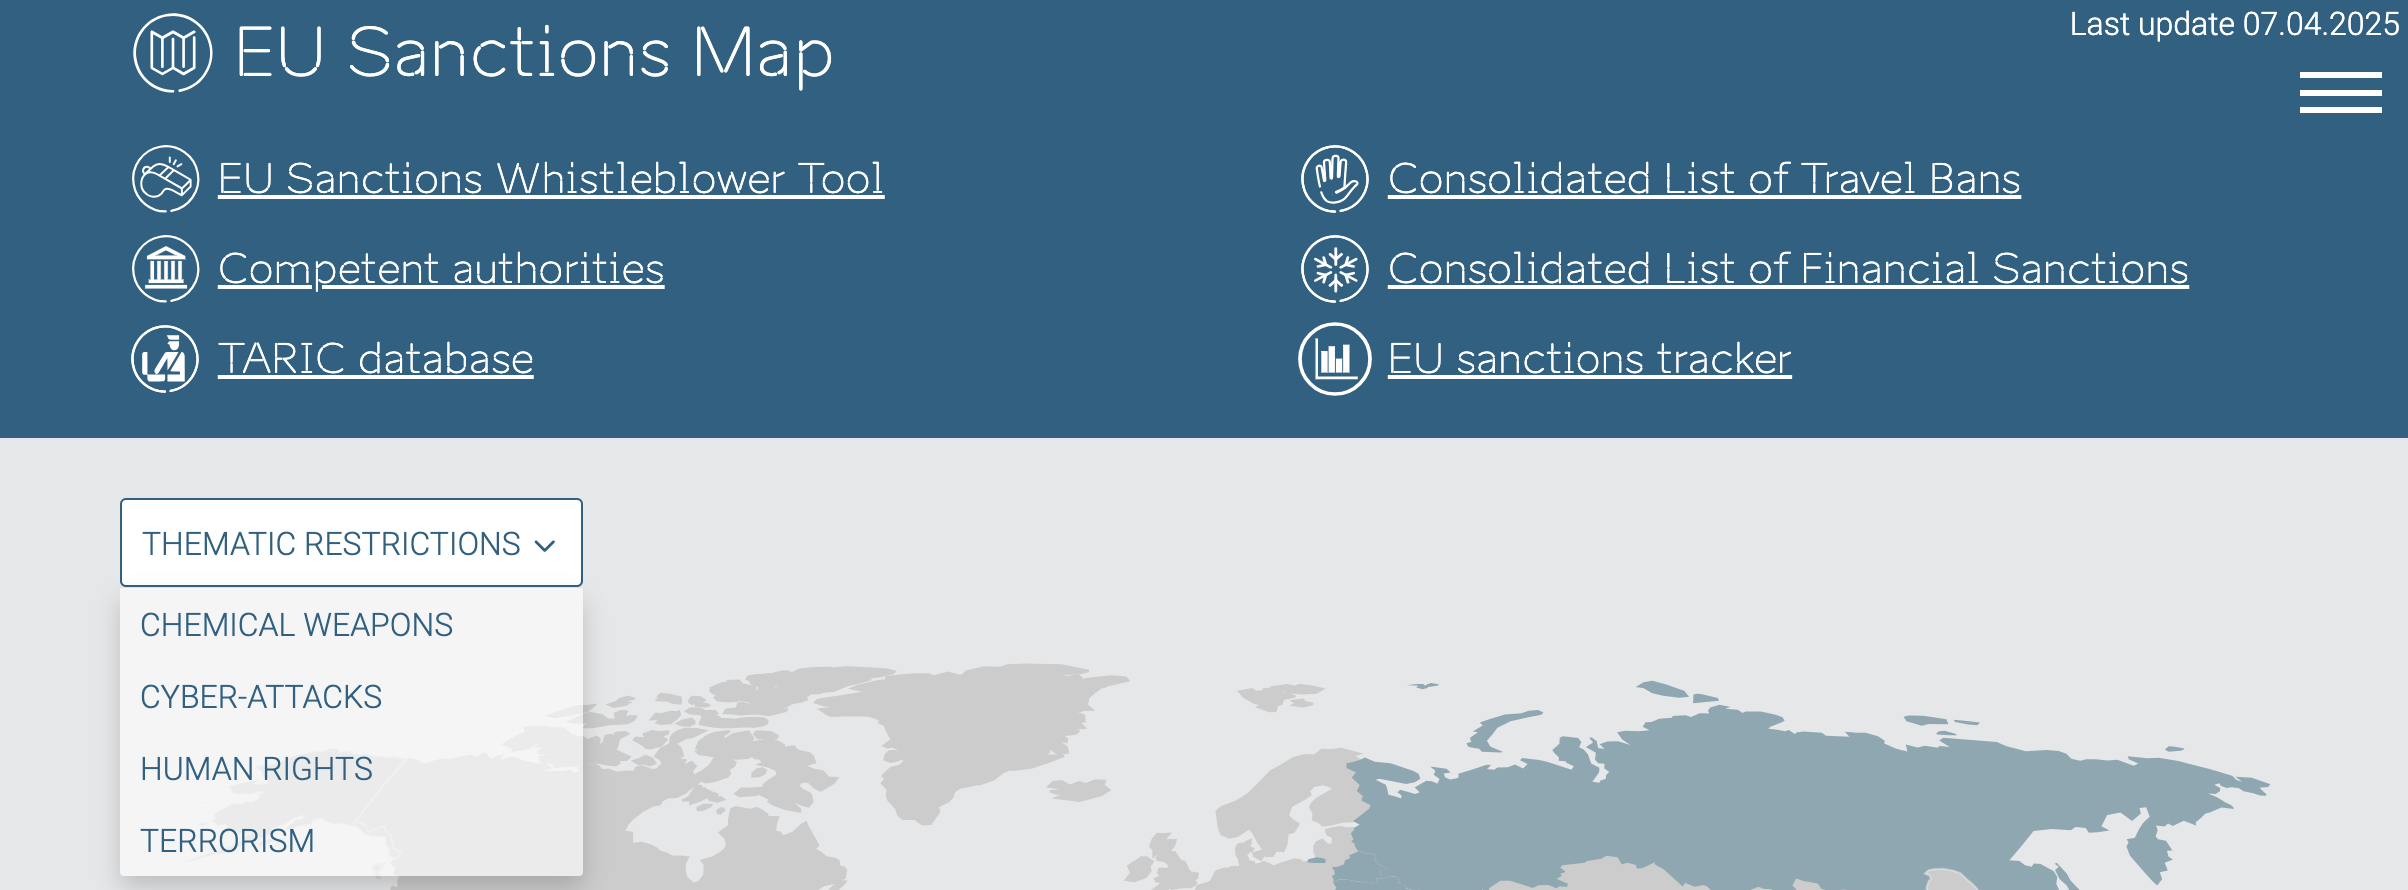 EU Sanctions Map
Last update 07.04.2025
EU Sanctions Whistleblower Tool
Consolidated List of Travel Bans
Competent authorities
Consolidated List of Financial Sanctions
TARIC database
EU sanctions tracker
THEMATIC RESTRICTIONS
CHEMICAL WEAPONS
CYBER-ATTACKS
HUMAN RIGHTS
TERRORISM